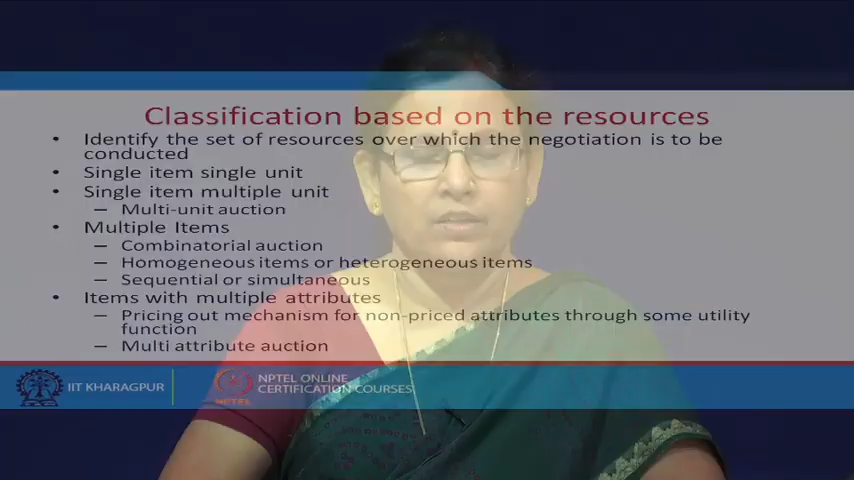 Classification based on the resources
• Identify the set of resources over which the negotiation is to be
conducted
• Single item single unit
• Single item multiple unit
– Multi-unit auction
• Multiple Items
– Combinatorial auction
– Homogeneous items or heterogeneous items
– Sequential or simultaneous
• Items with multiple attributes
– Pricing out mechanism for non-priced attributes through some utility
function
– Multi attribute auction
IIT KHARAGPUR
NPTEL ONLINE
CERTIFICATION COURSES
NPTEL